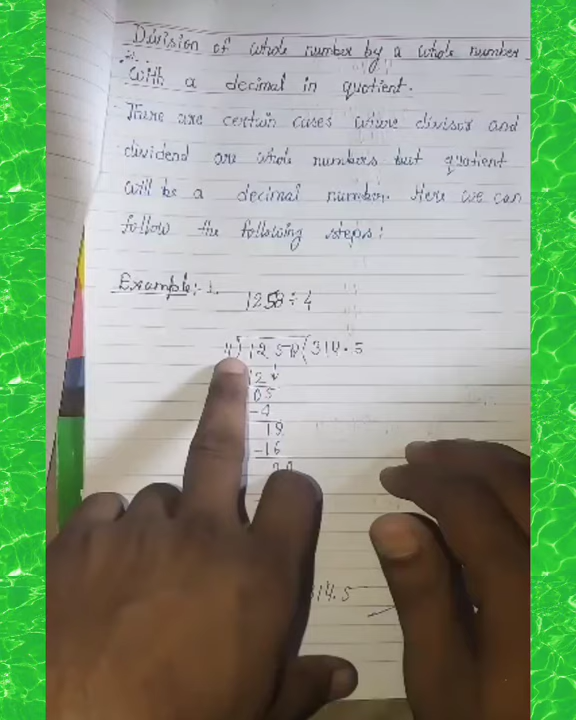 Division of whole number by a whole number
with a decimal in quotient.
There are certain cases where divisor and
dividend are whole numbers but quotient
will be a decimal number. Here we can
follow the following steps:
Example:- 1.
1258÷4
4)1258(314.5
12↓
05
-4
18
-16
20
314.5